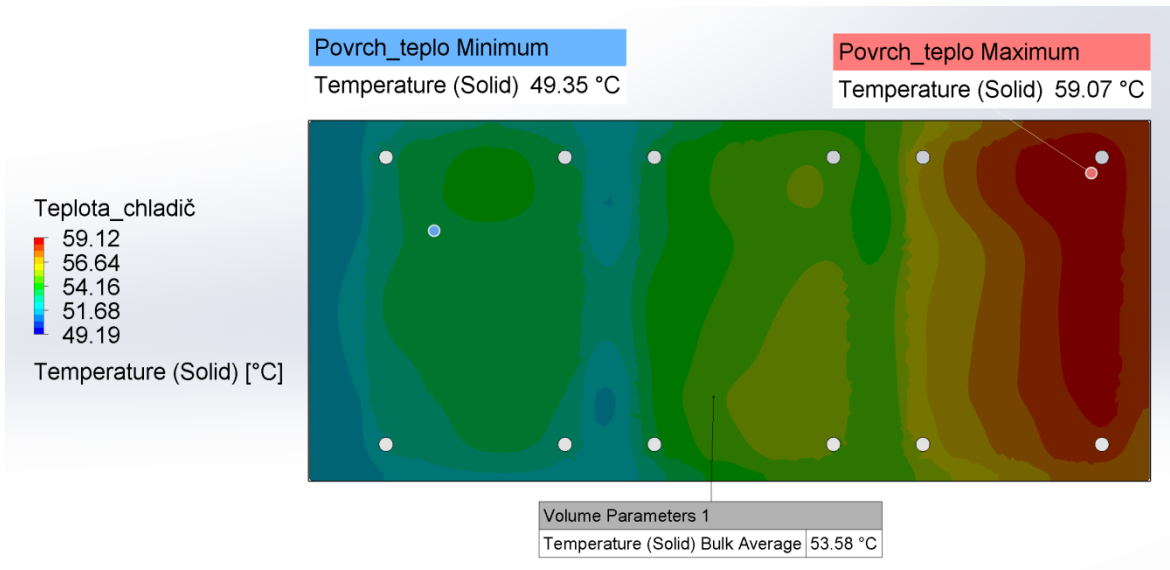 Povrch_teplo Minimum
Temperature (Solid) 49.35 °C
Povrch_teplo Maximum
Temperature (Solid) 59.07 °C
Teplota_chladič
59.12
56.64
54.16
51.68
49.19
Temperature (Solid) [°C]
Volume Parameters 1
Temperature (Solid) Bulk Average 53.58 °C